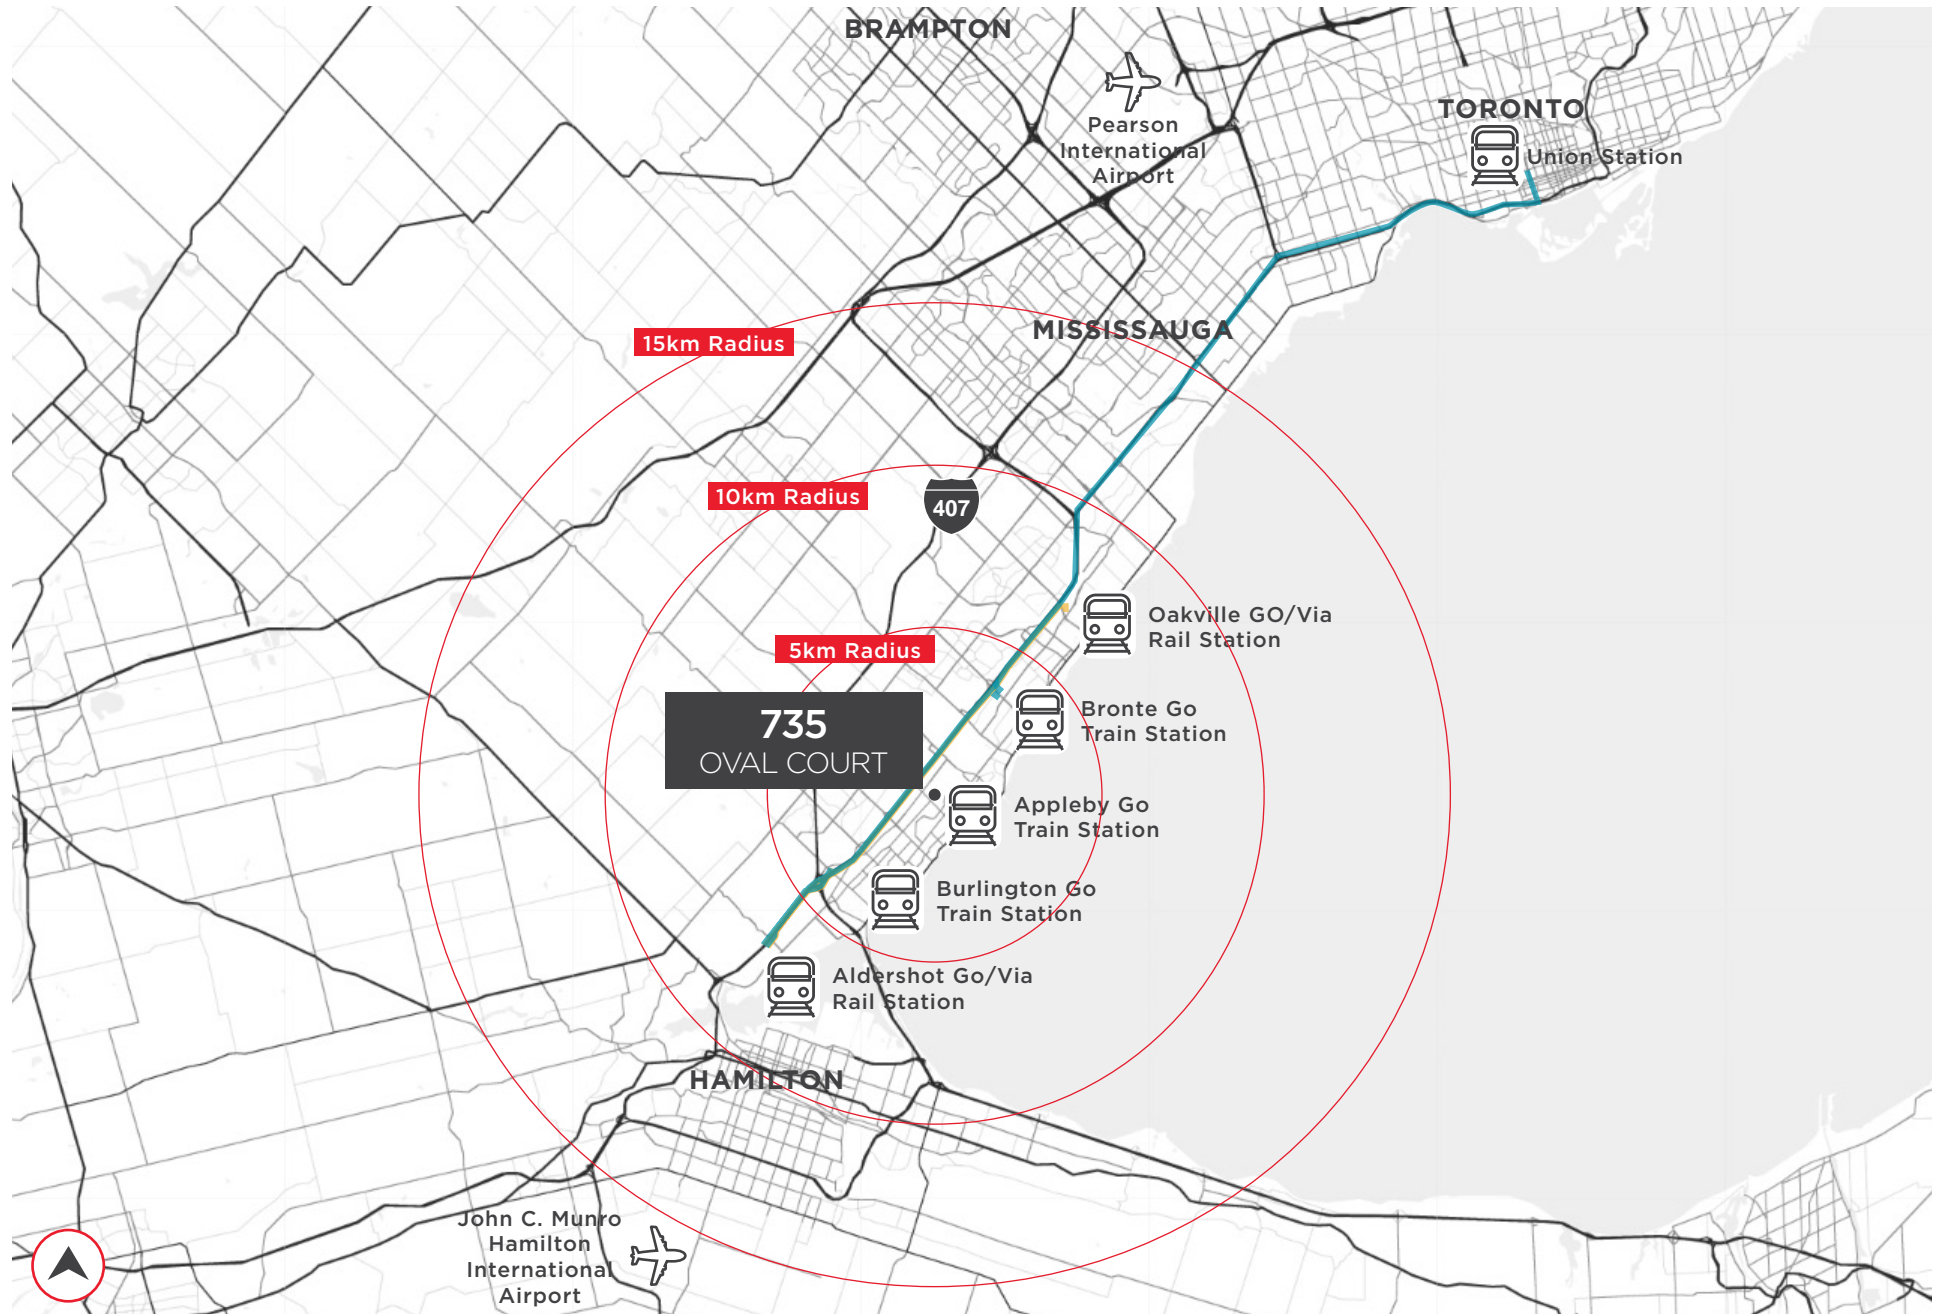 BRAMPTON
Pearson
International
Airport
TORONTO
Union Station
MISSISSAUGA
15km Radius
10km Radius
407
5km Radius
Oakville GO/Via
Rail Station
735
OVAL COURT
Bronte Go
Train Station
Appleby Go
Train Station
Burlington Go
Train Station
Aldershot Go/Via
Rail Station
HAMILTON
John C. Munro
Hamilton
International
Airport